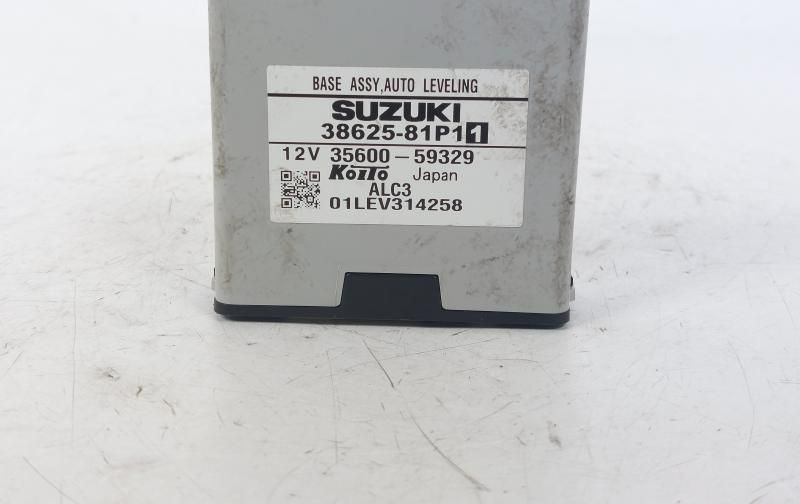 BASE ASSY,AUTO LEVELING
SUZUKI
38625-81P11
12V 35600-59329
KOITO Japan
ALC3
01LEV314258